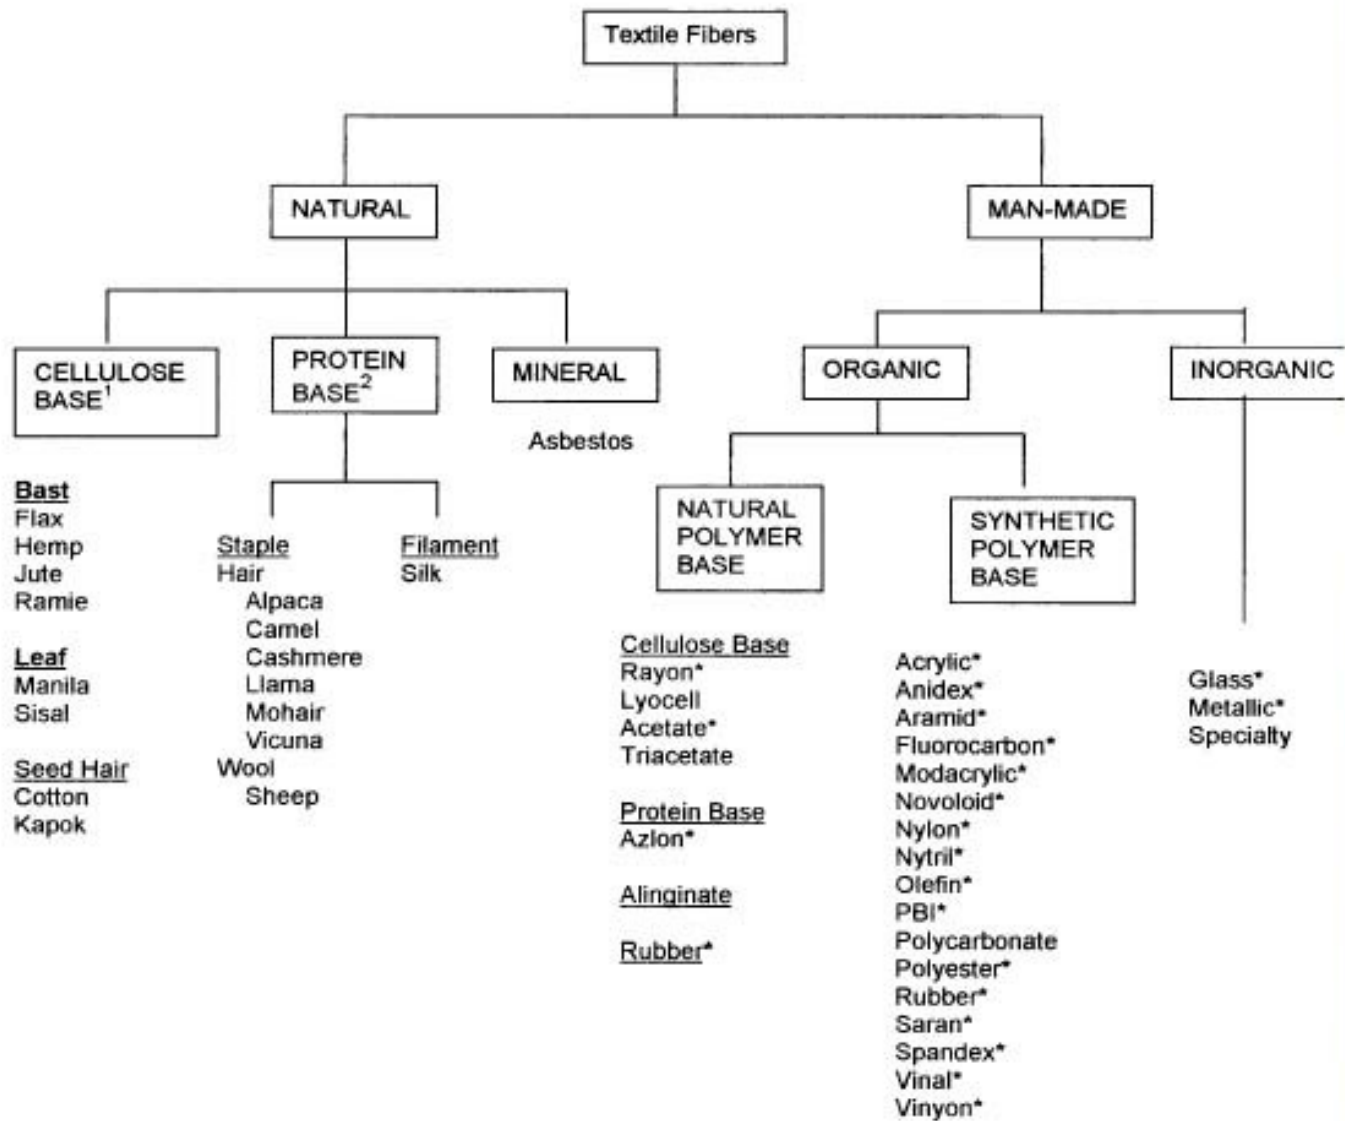 Textile Fibers
NATURAL
MAN-MADE
CELLULOSE
BASE¹
PROTEIN
BASE²
MINERAL
ORGANIC
INORGANIC
Asbestos
Bast
Flax
Hemp
Jute
Ramie
Leaf
Manila
Sisal
Seed Hair
Cotton
Kapok
Staple
Hair
Alpaca
Camel
Cashmere
Llama
Mohair
Vicuna
Wool
Sheep
Filament
Silk
NATURAL
POLYMER
BASE
SYNTHETIC
POLYMER
BASE
Cellulose Base
Rayon*
Lyocell
Acetate*
Triacetate
Protein Base
Azlon*
Alinginate
Rubber*
Acrylic*
Anidex*
Aramid*
Fluorocarbon*
Modacrylic*
Novoloid*
Nylon*
Nytril*
Olefin*
PBI*
Polycarbonate
Polyester*
Rubber*
Saran*
Spandex*
Vinal*
Vinyon*
Glass*
Metallic*
Specialty